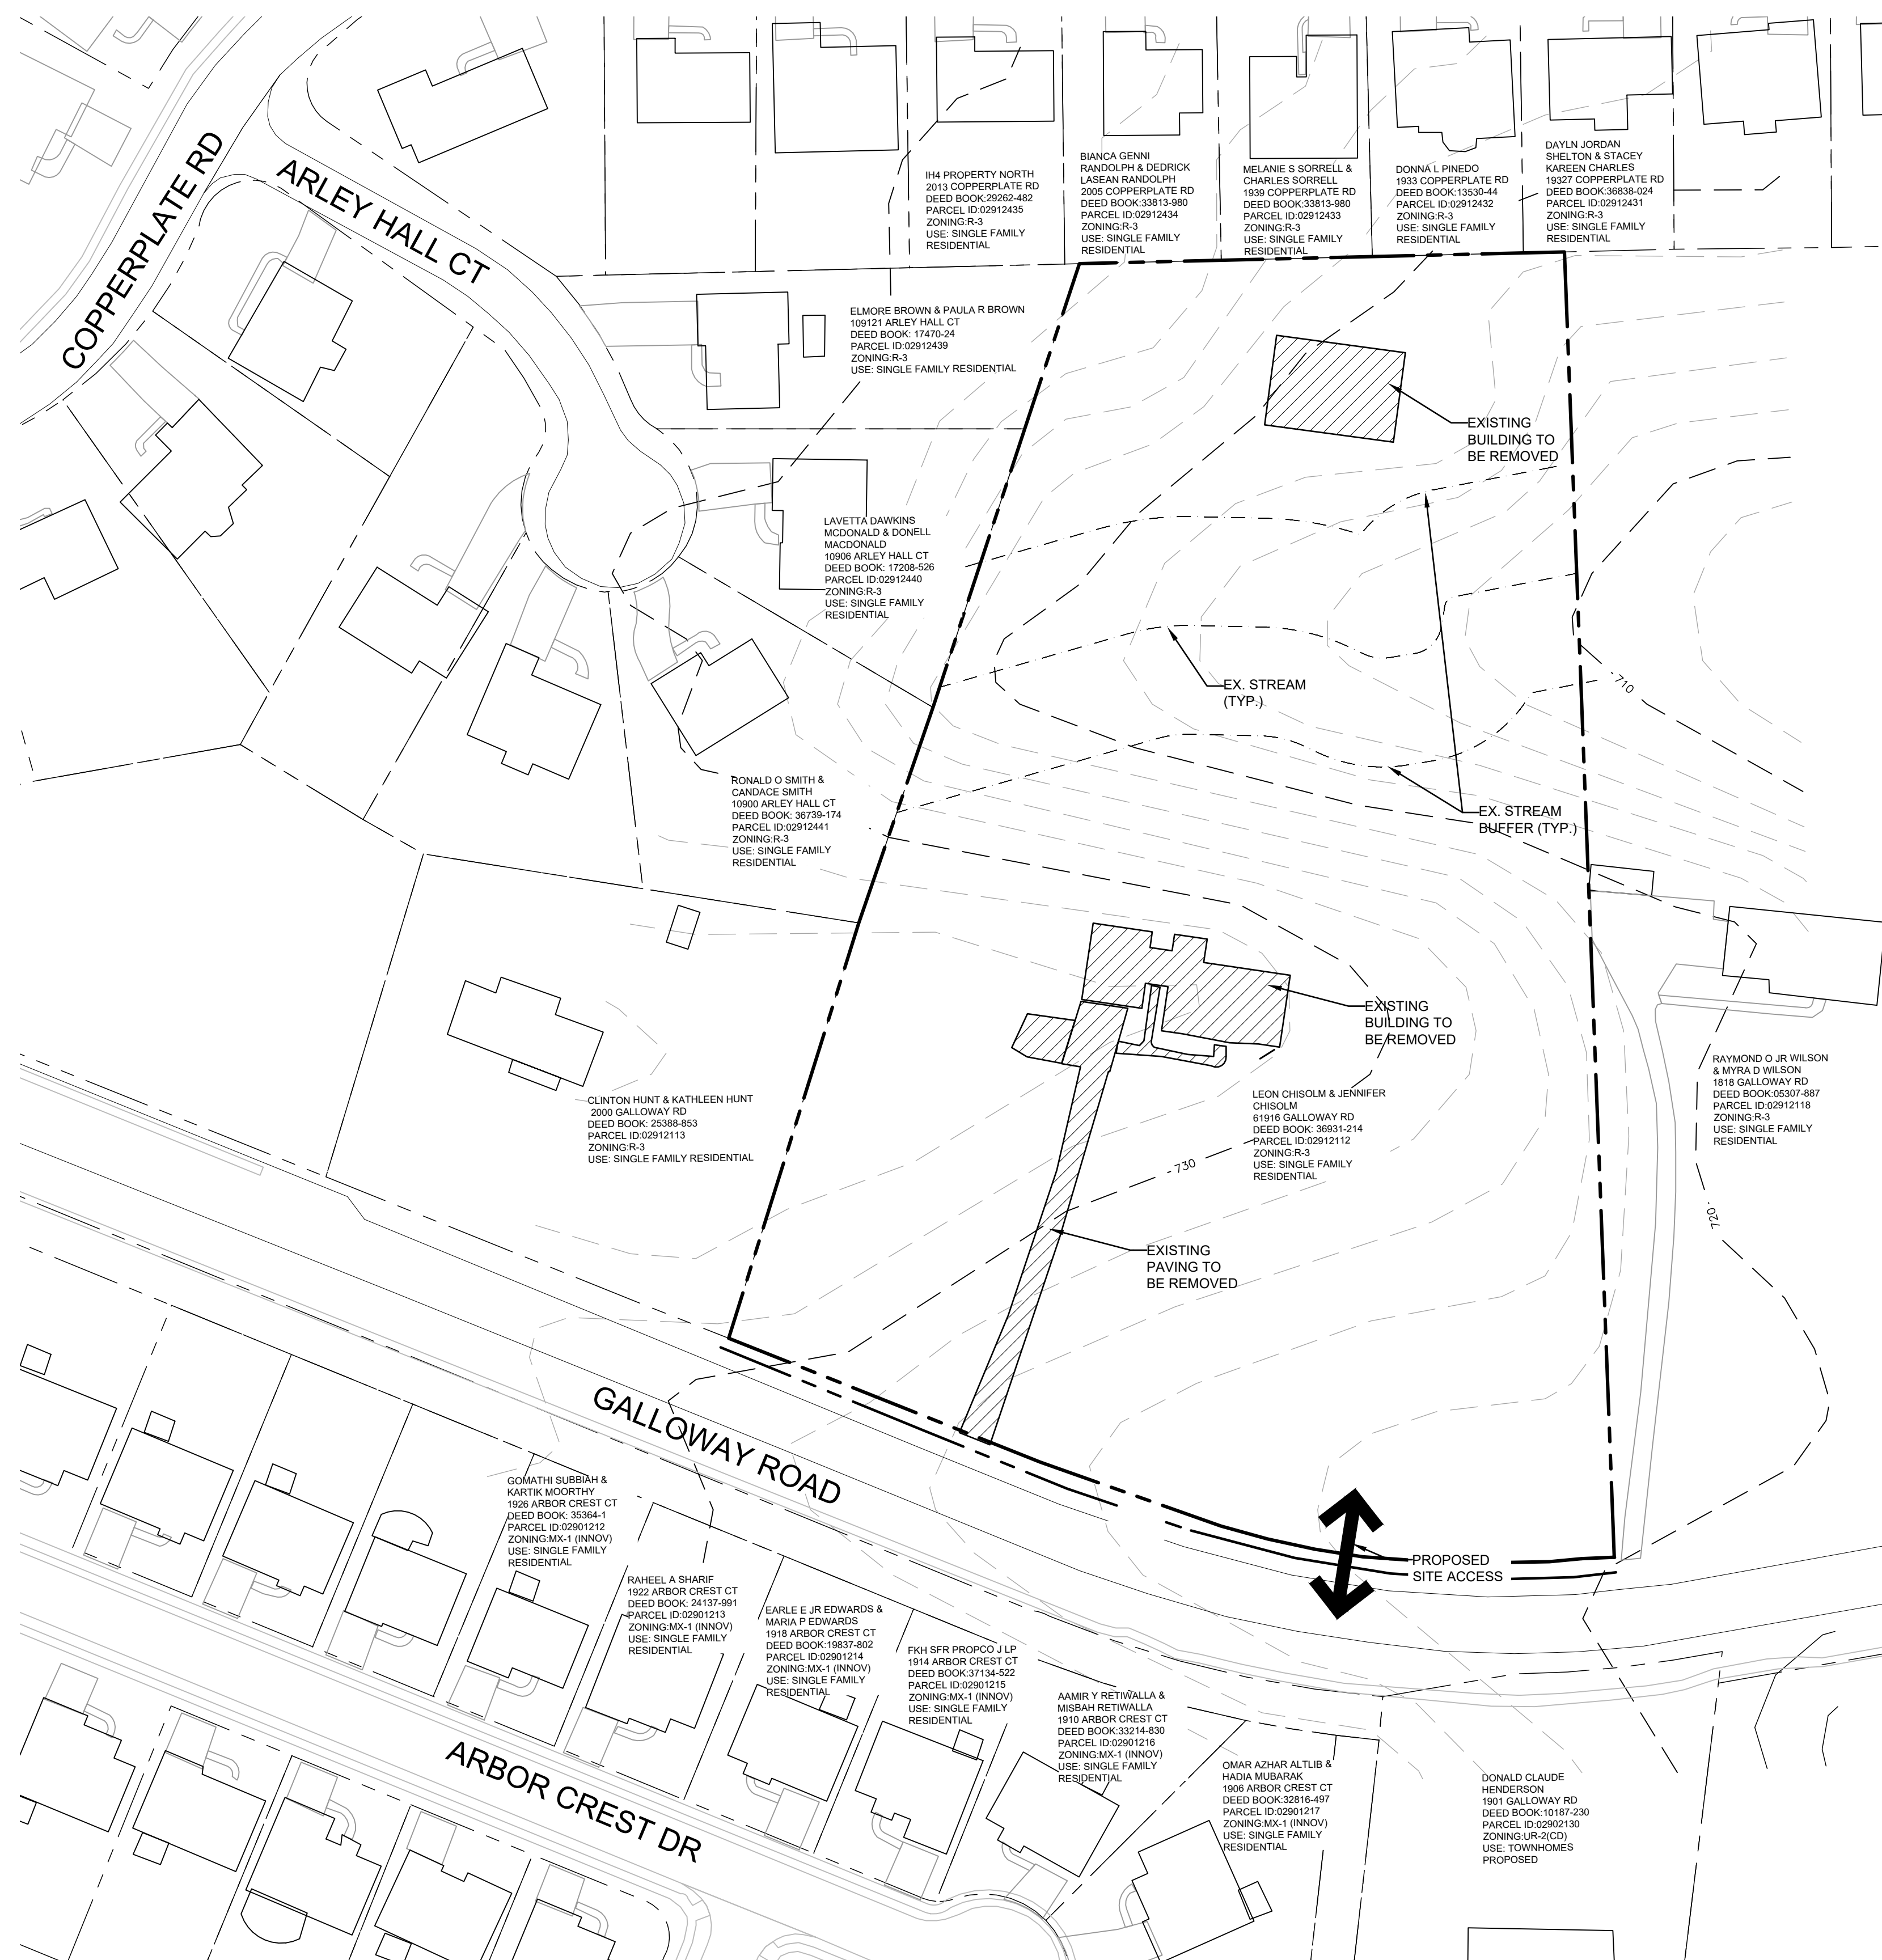 COPPERPLATE RD
ARLEY HALL CT
IH4 PROPERTY NORTH
2013 COPPERPLATE RD
DEED BOOK:29262-482
PARCEL ID:02912435
ZONING:R-3
USE: SINGLE FAMILY
RESIDENTIAL
BIANCA GENNI
RANDOLPH & DEDRICK
LASEAN RANDOLPH
2005 COPPERPLATE RD
DEED BOOK:33813-980
PARCEL ID:02912434
ZONING:R-3
USE: SINGLE FAMILY
RESIDENTIAL
MELANIE S SORRELL &
CHARLES SORRELL
1939 COPPERPLATE RD
DEED BOOK:33813-980
PARCEL ID:02912433
ZONING:R-3
USE: SINGLE FAMILY
RESIDENTIAL
DONNA L PINEDO
1933 COPPERPLATE RD
DEED BOOK:13530-44
PARCEL ID:02912432
ZONING:R-3
USE: SINGLE FAMILY
RESIDENTIAL
DAYLN JORDAN
SHELTON & STACEY
KAREEN CHARLES
19327 COPPERPLATE RD
DEED BOOK:36838-024
PARCEL ID:02912431
ZONING:R-3
USE: SINGLE FAMILY
RESIDENTIAL
ELMORE BROWN & PAULA R BROWN
109121 ARLEY HALL CT
DEED BOOK: 17470-24
PARCEL ID:02912439
ZONING:R-3
USE: SINGLE FAMILY RESIDENTIAL
EXISTING
BUILDING TO
BE REMOVED
LAVETTA DAWKINS
MCDONALD & DONELL
MACDONALD
10906 ARLEY HALL CT
DEED BOOK: 17208-526
PARCEL ID:02912440
ZONING:R-3
USE: SINGLE FAMILY
RESIDENTIAL
EX. STREAM
(TYP.)
710
EX. STREAM
BUFFER (TYP.)
RONALD O SMITH &
CANDACE SMITH
10900 ARLEY HALL CT
DEED BOOK: 36739-174
PARCEL ID:02912441
ZONING:R-3
USE: SINGLE FAMILY
RESIDENTIAL
EXISTING
BUILDING TO
BE REMOVED
CLINTON HUNT & KATHLEEN HUNT
2000 GALLOWAY RD
DEED BOOK: 25388-853
PARCEL ID:02912113
ZONING:R-3
USE: SINGLE FAMILY RESIDENTIAL
LEON CHISOLM & JENNIFER
CHISOLM
61916 GALLOWAY RD
DEED BOOK: 36931-214
PARCEL ID:02912112
ZONING:R-3
USE: SINGLE FAMILY
RESIDENTIAL
RAYMOND O JR WILSON
& MYRA D WILSON
1818 GALLOWAY RD
DEED BOOK:05307-887
PARCEL ID:02912118
ZONING:R-3
USE: SINGLE FAMILY
RESIDENTIAL
730
720
EXISTING
PAVING TO
BE REMOVED
GALLOWAY ROAD
PROPOSED
SITE ACCESS
GOMATHI SUBBIAH &
KARTIK MOORTHY
1926 ARBOR CREST CT
DEED BOOK: 35364-1
PARCEL ID:02901212
ZONING:MX-1 (INNOV)
USE: SINGLE FAMILY
RESIDENTIAL
RAHEEL A SHARIF
1922 ARBOR CREST CT
DEED BOOK: 24137-991
PARCEL ID:02901213
ZONING:MX-1 (INNOV)
USE: SINGLE FAMILY
RESIDENTIAL
EARLE E JR EDWARDS &
MARIA P EDWARDS
1918 ARBOR CREST CT
DEED BOOK:19837-802
PARCEL ID:02901214
ZONING:MX-1 (INNOV)
USE: SINGLE FAMILY
RESIDENTIAL
FKH SFR PROPCO J LP
1914 ARBOR CREST CT
DEED BOOK:37134-522
PARCEL ID:02901215
ZONING:MX-1 (INNOV)
USE: SINGLE FAMILY
RESIDENTIAL
AAMIR Y RETIWALLA &
MISBAH RETIWALLA
1910 ARBOR CREST CT
DEED BOOK:33214-830
PARCEL ID:02901216
ZONING:MX-1 (INNOV)
USE: SINGLE FAMILY
RESIDENTIAL
OMAR AZHAR ALTLIB &
HADIA MUBARAK
1906 ARBOR CREST CT
DEED BOOK:32816-497
PARCEL ID:02901217
ZONING:MX-1 (INNOV)
USE: SINGLE FAMILY
RESIDENTIAL
DONALD CLAUDE
HENDERSON
1901 GALLOWAY RD
DEED BOOK:10187-230
PARCEL ID:02902130
ZONING:UR-2(CD)
USE: TOWNHOMES
PROPOSED
ARBOR CREST DR